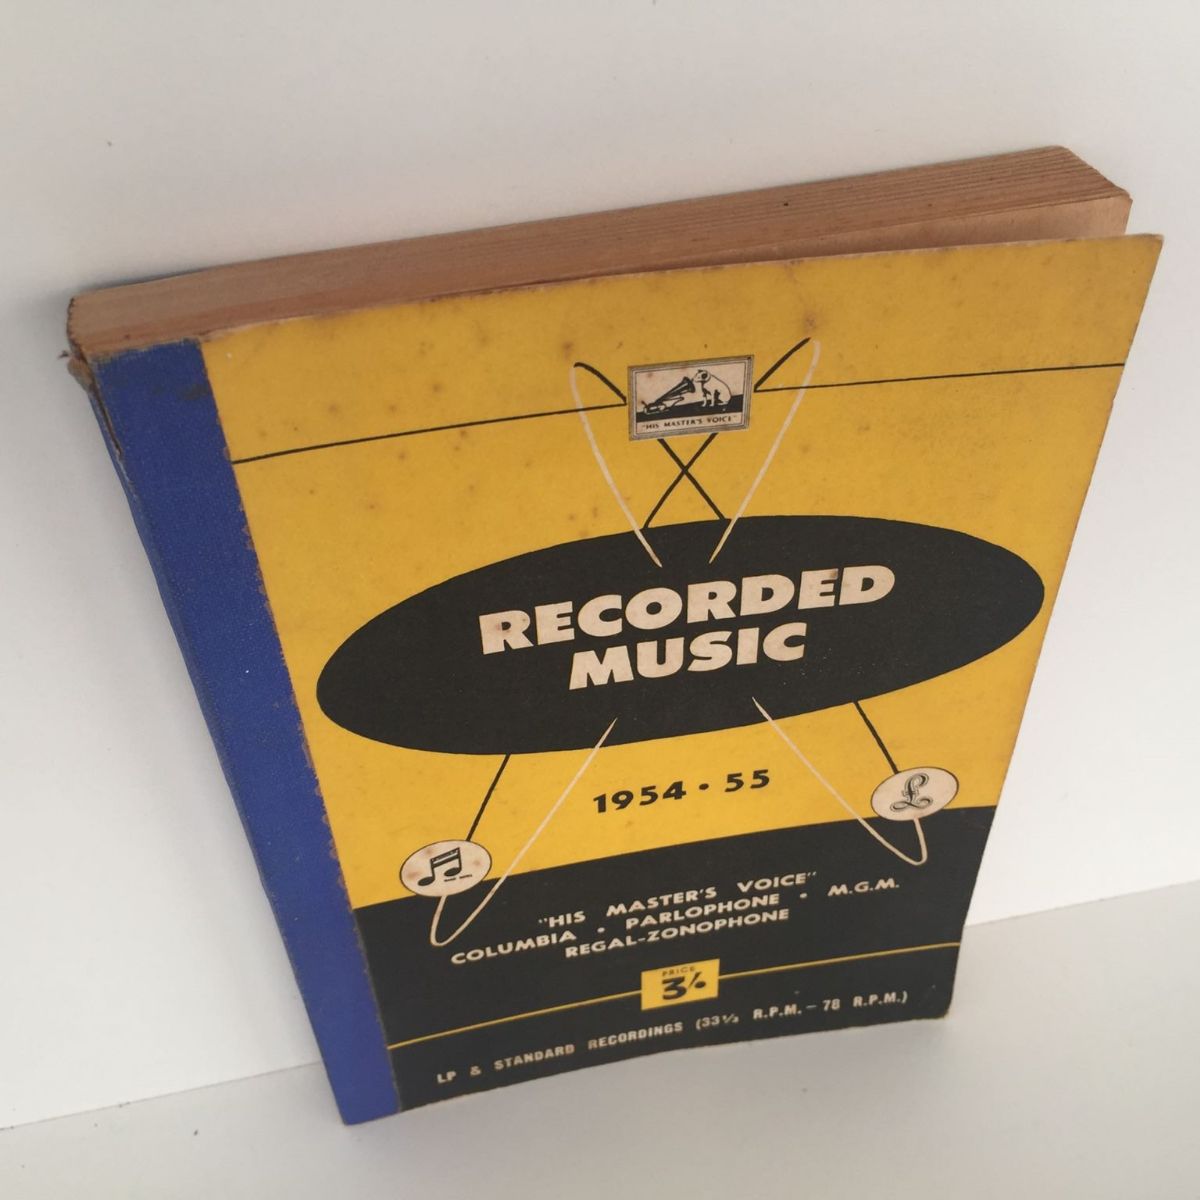 "HIS MASTER'S VOICE"
RECORDED
MUSIC
1954 · 55
£
"HIS MASTER'S VOICE"
COLUMBIA · PARLOPHONE · M.G.M.
REGAL-ZONOPHONE
PRICE
3/-
LP & STANDARD RECORDINGS (33⅓ R.P.M. – 78 R.P.M.)